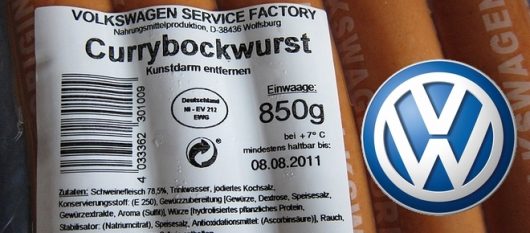 VOLKSWAGEN SERVICE FACTORY
Nahrungsmittelproduktion, D-38436 Wolfsburg
Currybockwurst
Kunstdarm entfernen
Einwaage:
850g
Deutschland
NI - EV 212
EWG
bei +7°C
mindestens haltbar bis:
08.08.2011
4 033362 301009
Zutaten: Schweinefleisch 78,5%, Trinkwasser, jodiertes Kochsalz,
Konservierungsstoff: (E 250), Gewürzzubereitung [Gewürze, Dextrose, Speisesalz,
Gewürzextrakte, Aroma (Sulfit)], Würze [hydrolisiertes pflanzliches Protein,
Stabilisator: (Natriumcitrat), Speisesalz, Antioxidationsmittel: (Ascorbinsäure)], Rauch,
VW